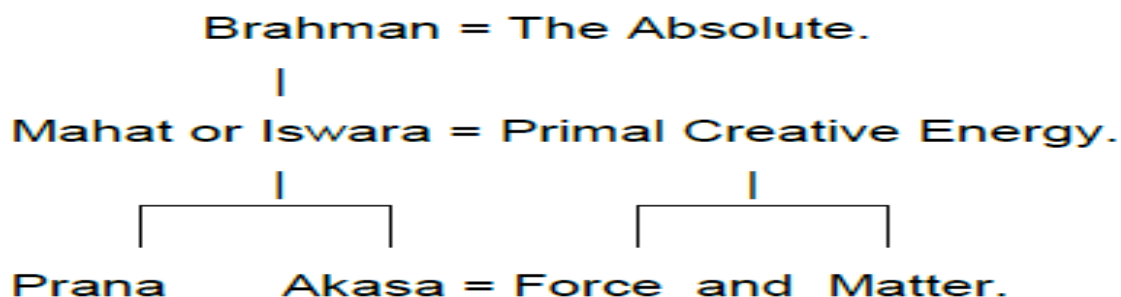 Brahman = The Absolute.
Mahat or Iswara = Primal Creative Energy.
Prana Akasa = Force and Matter.